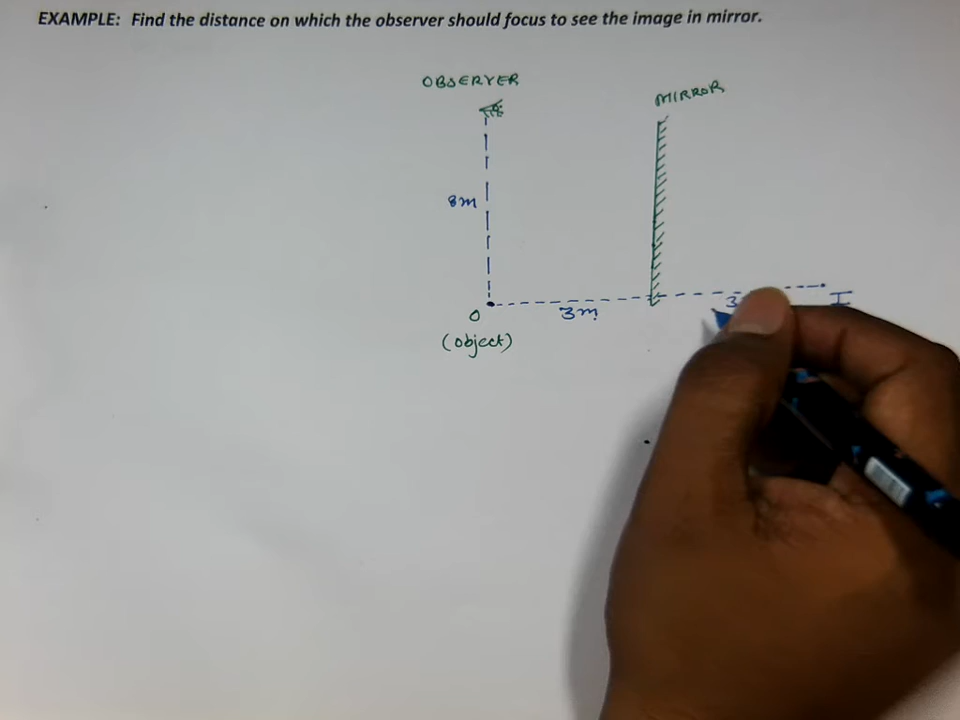 EXAMPLE: Find the distance on which the observer should focus to see the image in mirror.
OBSERVER
MIRROR
8m
3m
3
I
O
(object)